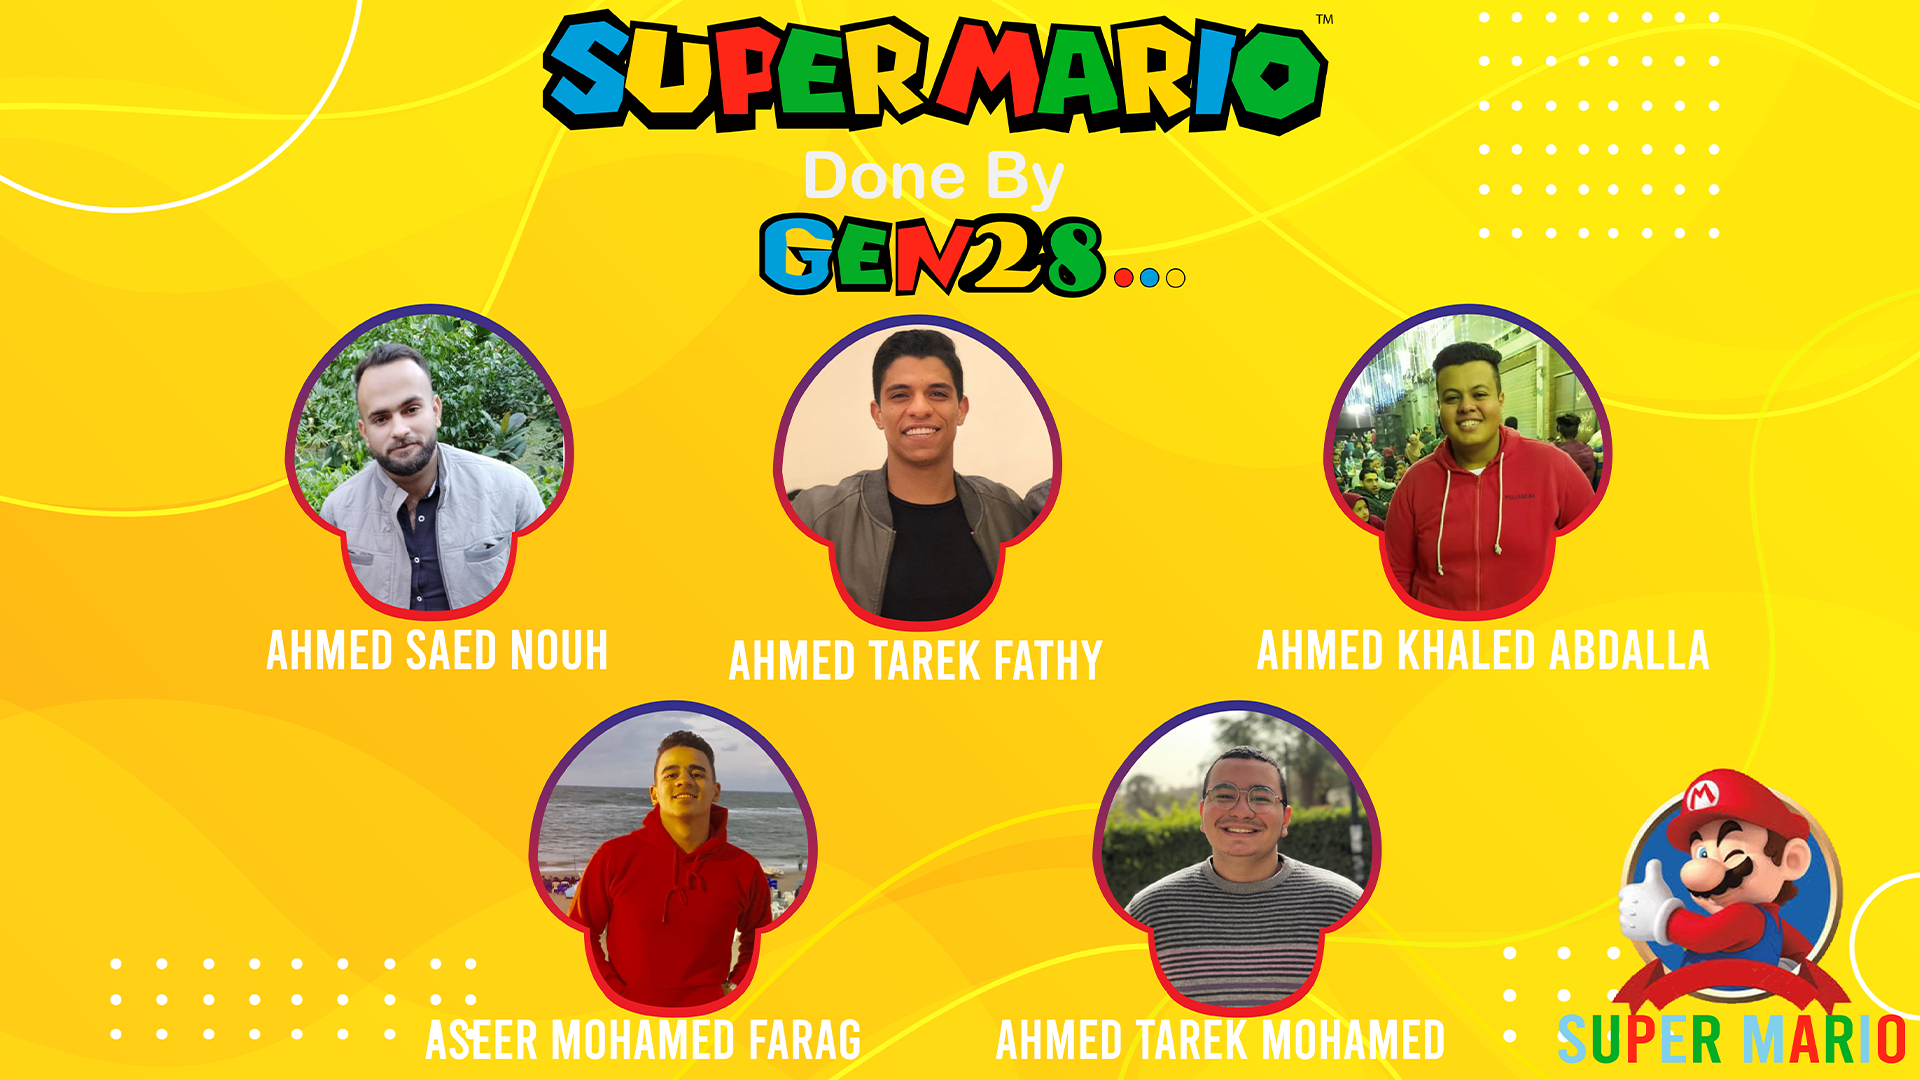 SUPER MARIO™
Done By
GEN28...
AHMED SAED NOUH
AHMED TAREK FATHY
AHMED KHALED ABDALLA
ASEER MOHAMED FARAG
AHMED TAREK MOHAMED
M
SUPER MARIO